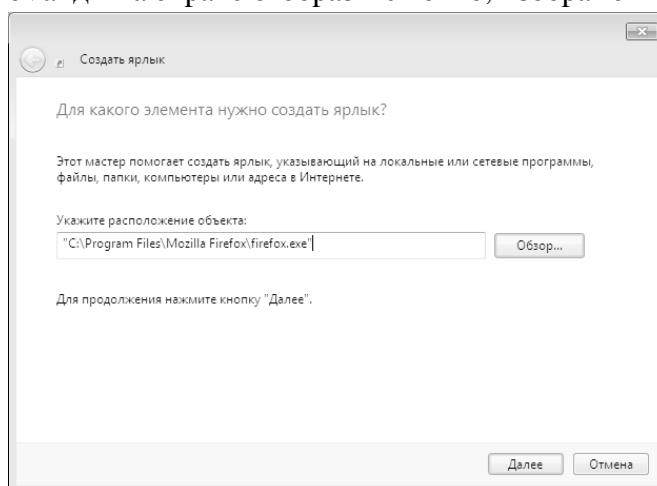 Создать ярлык
Для какого элемента нужно создать ярлык?
Этот мастер помогает создать ярлык, указывающий на локальные или сетевые программы,
файлы, папки, компьютеры или адреса в Интернете.
Укажите расположение объекта:
"C:\Program Files\Mozilla Firefox\firefox.exe"
Обзор...
Для продолжения нажмите кнопку "Далее".
Далее
Отмена